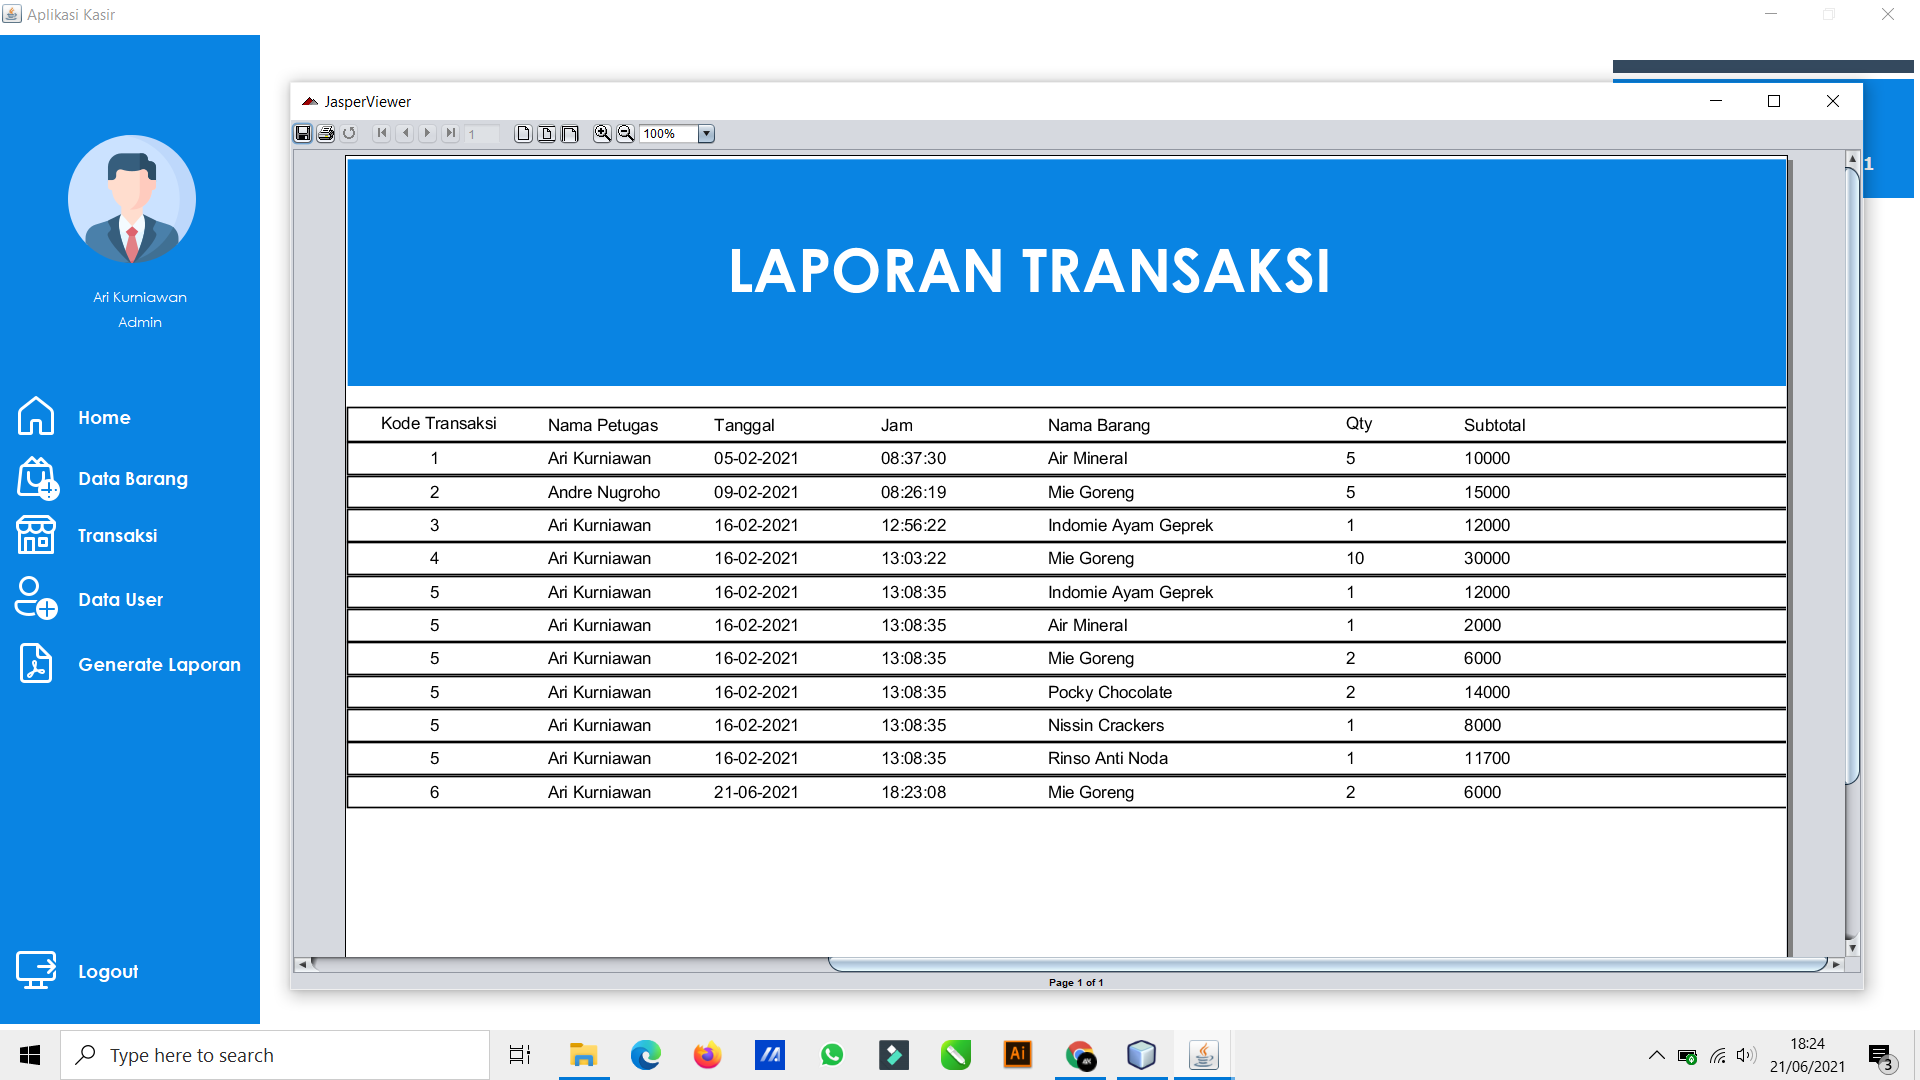 Aplikasi Kasir
JasperViewer
1
100%
1
LAPORAN TRANSAKSI
Ari Kurniawan
Admin
Home
Data Barang
Transaksi
Data User
Generate Laporan
Logout
Kode Transaksi Nama Petugas Tanggal Jam Nama Barang Qty Subtotal
1 Ari Kurniawan 05-02-2021 08:37:30 Air Mineral 5 10000
2 Andre Nugroho 09-02-2021 08:26:19 Mie Goreng 5 15000
3 Ari Kurniawan 16-02-2021 12:56:22 Indomie Ayam Geprek 1 12000
4 Ari Kurniawan 16-02-2021 13:03:22 Mie Goreng 10 30000
5 Ari Kurniawan 16-02-2021 13:08:35 Indomie Ayam Geprek 1 12000
5 Ari Kurniawan 16-02-2021 13:08:35 Air Mineral 1 2000
5 Ari Kurniawan 16-02-2021 13:08:35 Mie Goreng 2 6000
5 Ari Kurniawan 16-02-2021 13:08:35 Pocky Chocolate 2 14000
5 Ari Kurniawan 16-02-2021 13:08:35 Nissin Crackers 1 8000
5 Ari Kurniawan 16-02-2021 13:08:35 Rinso Anti Noda 1 11700
6 Ari Kurniawan 21-06-2021 18:23:08 Mie Goreng 2 6000
Page 1 of 1
Type here to search
Ai
18:24
21/06/2021
3